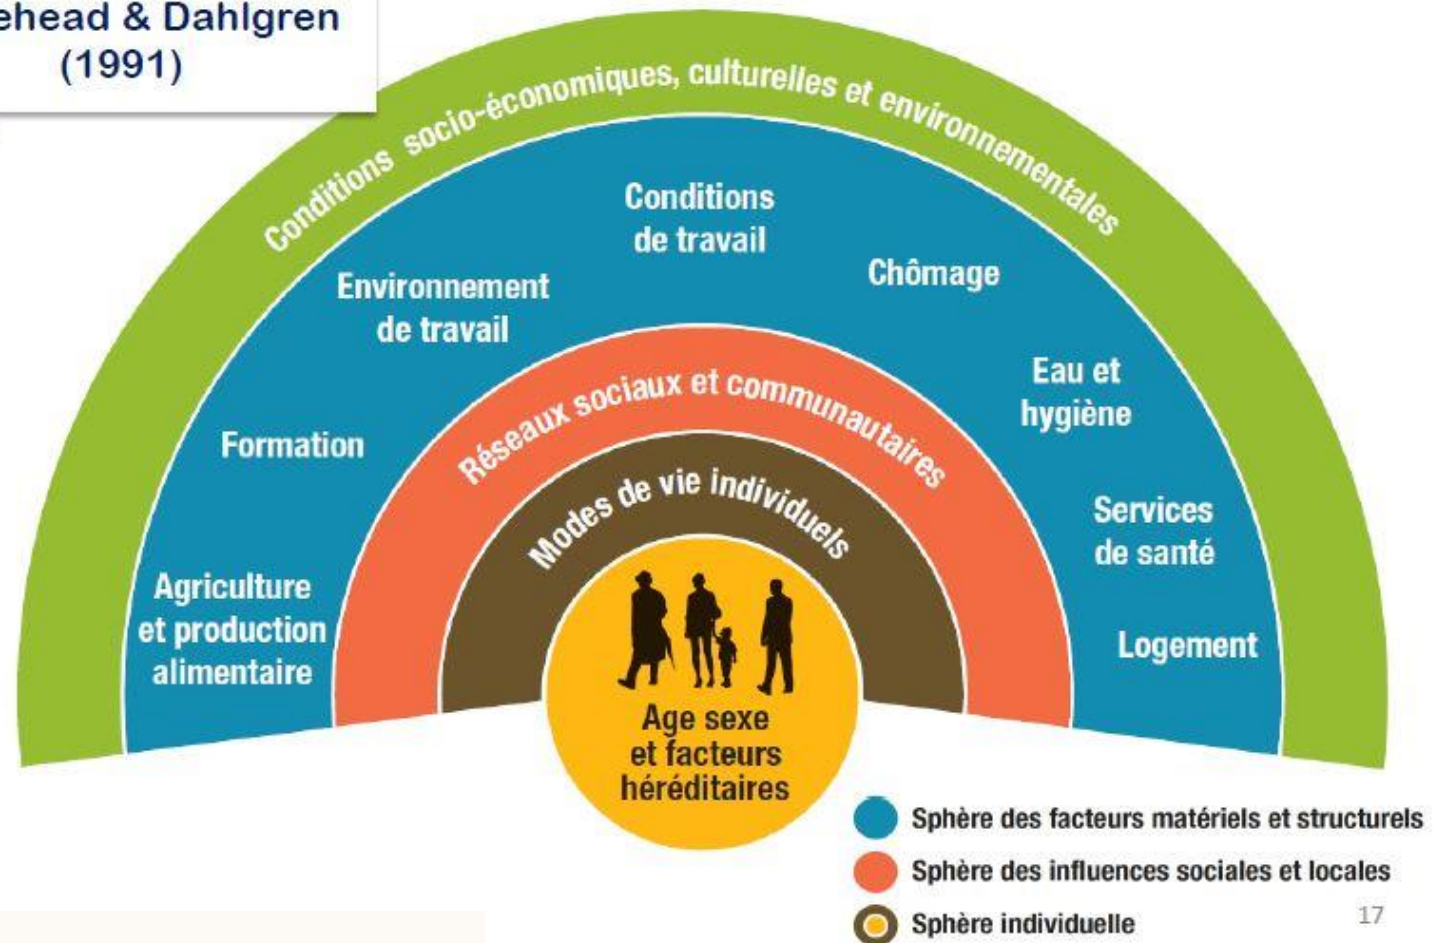 ehead & Dahlgren
(1991)
Conditions socio-économiques, culturelles et environnementales
Conditions
de travail
Environnement
de travail
Chômage
Formation
Eau et
hygiène
Agriculture
et production
alimentaire
Services
de santé
Logement
Réseaux sociaux et communautaires
Modes de vie individuels
Age sexe
et facteurs
héréditaires
Sphère des facteurs matériels et structurels
Sphère des influences sociales et locales
Sphère individuelle
17